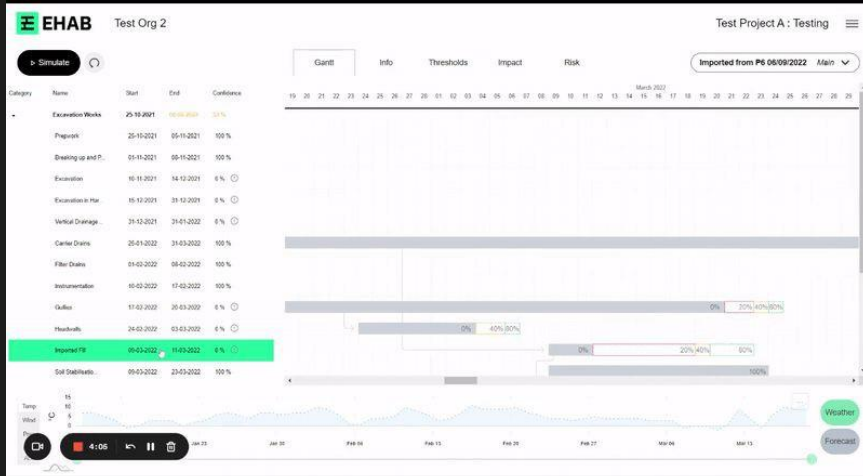 EHAB Test Org 2 Test Project A : Testing
Simulate Gantt Info Thresholds Impact Risk Imported from P6 06/09/2022 Main
Category Name Start End Confidence March 2022
19 20 21 22 23 24 25 26 27 28 01 02 03 04 05 06 07 08 09 10 11 12 13 14 15 16 17 18 19 20 21 22 23 24 25 26 27 28 29
Excavation Works 25-10-2021
Prepwork 25-10-2021 05-11-2021 100 %
Breaking up and P... 01-11-2021 08-11-2021 100 %
Excavation 10-11-2021 14-12-2021 0 %
Excavation in Har... 15-12-2021 31-12-2021 0 %
Vertical Drainage ... 31-12-2021 31-01-2022 0 %
Carrier Drains 25-01-2022 31-03-2022 100 %
Filter Drains 01-02-2022 08-02-2022 100 %
Instrumentation 10-02-2022 17-02-2022 100 %
Gullies 17-02-2022 20-03-2022 0 % 0% 20% 40% 80%
Headwalls 24-02-2022 03-03-2022 0 % 0% 40% 80%
Imported Fill 09-03-2022 11-03-2022 0 % 0% 20% 40% 80%
Soil Stabilisatio... 09-03-2022 23-03-2022 100 % 100%
Temp
Wind
15
10
5
0
°C
Weather
Forecast
4:05
Jan 23 Jan 30 Feb 06 Feb 13 Feb 20 Feb 27 Mar 06 Mar 13